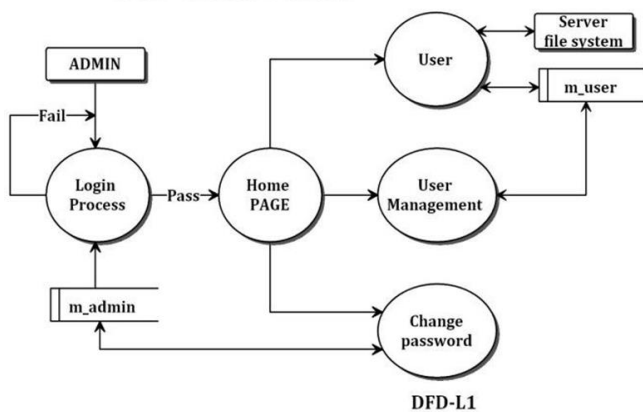 Server
file system
ADMIN
User
m_user
Fail
Login
Process
Pass
Home
PAGE
User
Management
m_admin
Change
password
DFD-L1